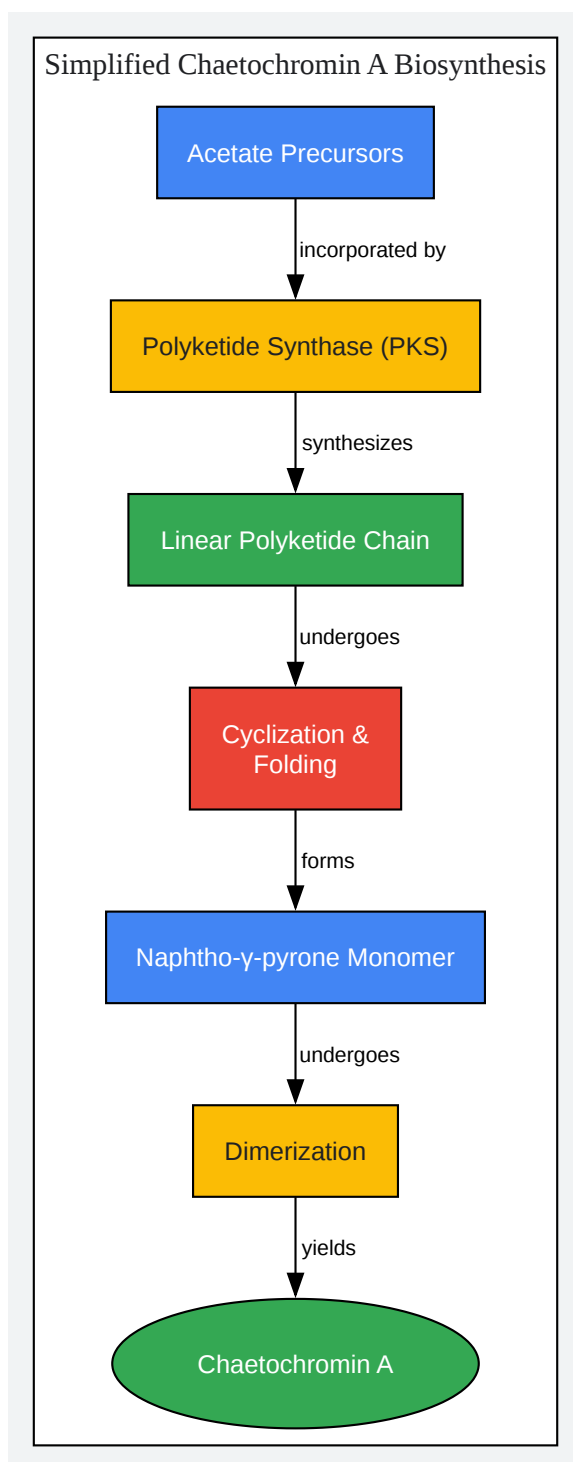 Simplified Chaetochromin A Biosynthesis
Acetate Precursors
incorporated by
Polyketide Synthase (PKS)
synthesizes
Linear Polyketide Chain
undergoes
Cyclization &
Folding
forms
Naphtho-γ-pyrone Monomer
undergoes
Dimerization
yields
Chaetochromin A